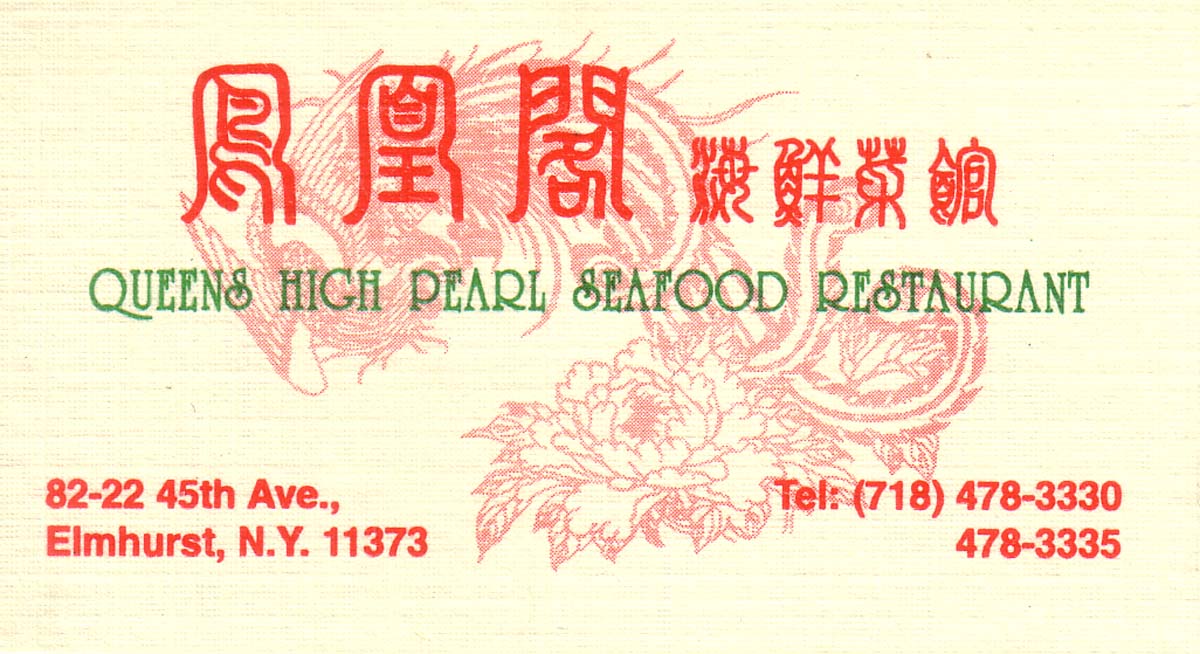 鳳凰閣 海鮮菜館
QUEENS HIGH PEARL SEAFOOD RESTAURANT
82-22 45th Ave.,
Elmhurst, N.Y. 11373
Tel: (718) 478-3330
478-3335